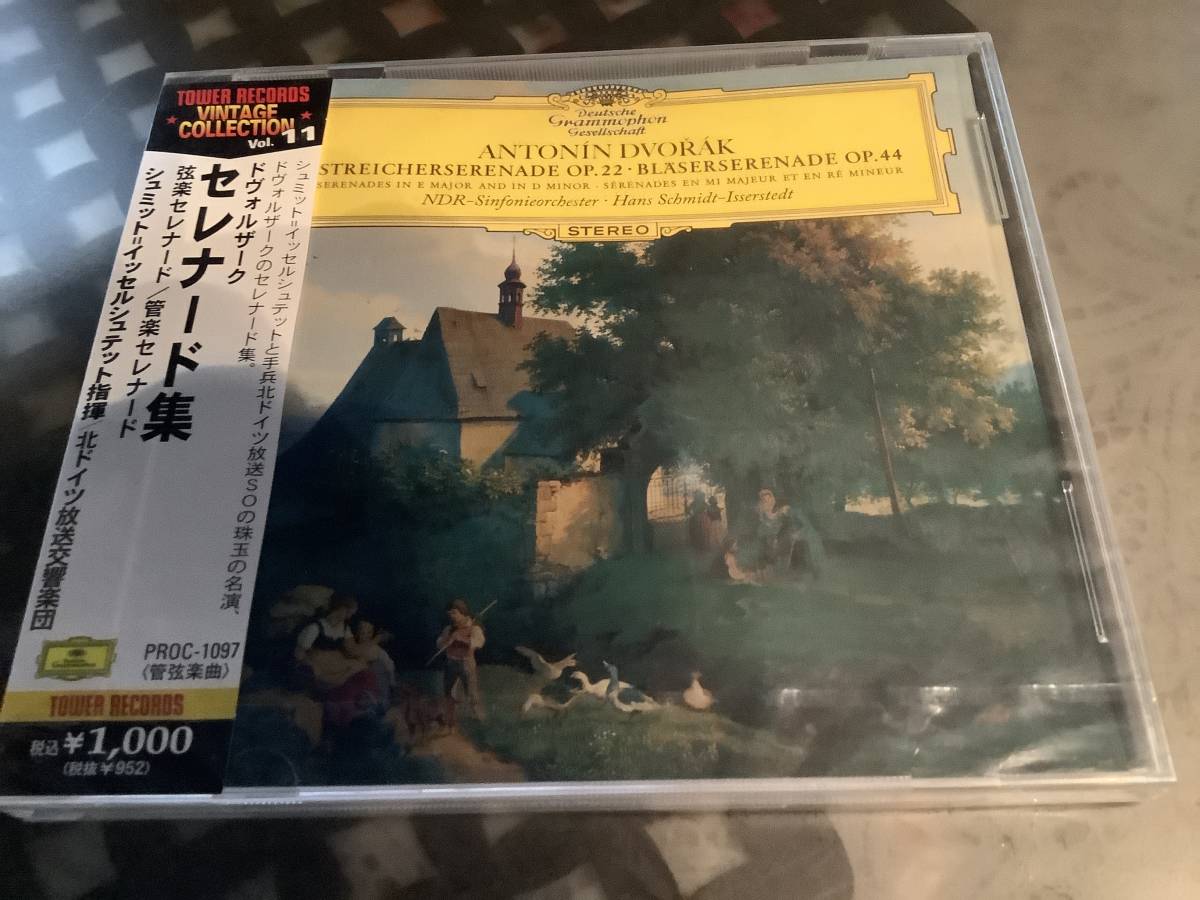 TOWER RECORDS
VINTAGE
COLLECTION
Vol. 11
シュミット=イッセルシュテットと手兵北ドイツ放送SOの珠玉の名演、
ドヴォルザークのセレナード集。
ドヴォルザーク
セレナード集
弦楽セレナード／管楽セレナード
シュミット=イッセルシュテット指揮/北ドイツ放送交響楽団
PROC-1097
〈管弦楽曲〉
TOWER RECORDS
税込 ¥1,000
(税抜¥952)
Deutsche
Grammophon
Gesellschaft
ANTONÍN DVOŘÁK
STREICHERSERENADE OP.22 · BLÄSERSERENADE OP.44
SERENADES IN E MAJOR AND IN D MINOR · SÉRÉNADES EN MI MAJEUR ET EN RÉ MINEUR
NDR-Sinfonieorchester · Hans Schmidt-Isserstedt
STEREO